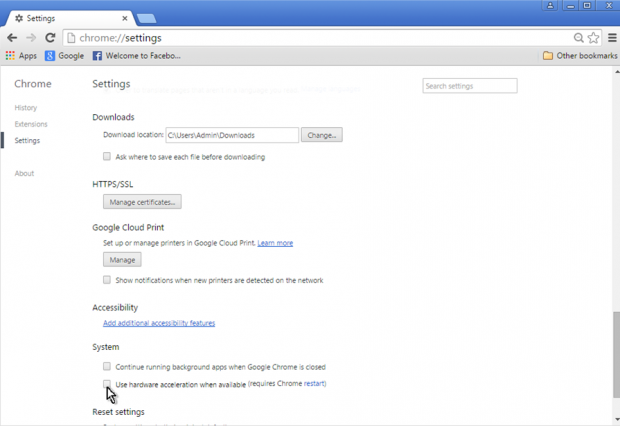 Settings
chrome://settings
Apps Google Welcome to Facebo... Other bookmarks
Chrome Settings Search settings
History
Extensions
Settings
About
Downloads
Download location: C:\Users\Admin\Downloads Change...
Ask where to save each file before downloading
HTTPS/SSL
Manage certificates...
Google Cloud Print
Set up or manage printers in Google Cloud Print. Learn more
Manage
Show notifications when new printers are detected on the network
Accessibility
Add additional accessibility features
System
Continue running background apps when Google Chrome is closed
Use hardware acceleration when available (requires Chrome restart)
Reset settings